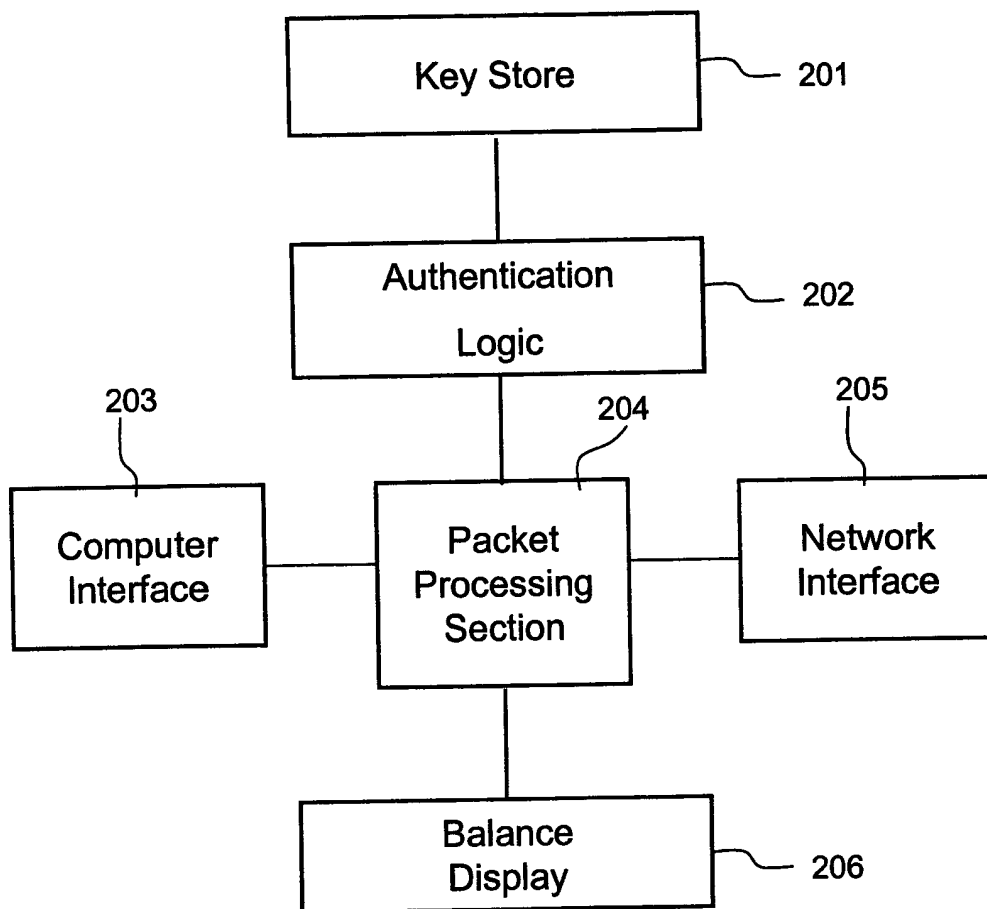 Key Store
201
Authentication
Logic
202
203
204
205
Computer
Interface
Packet
Processing
Section
Network
Interface
Balance
Display
206